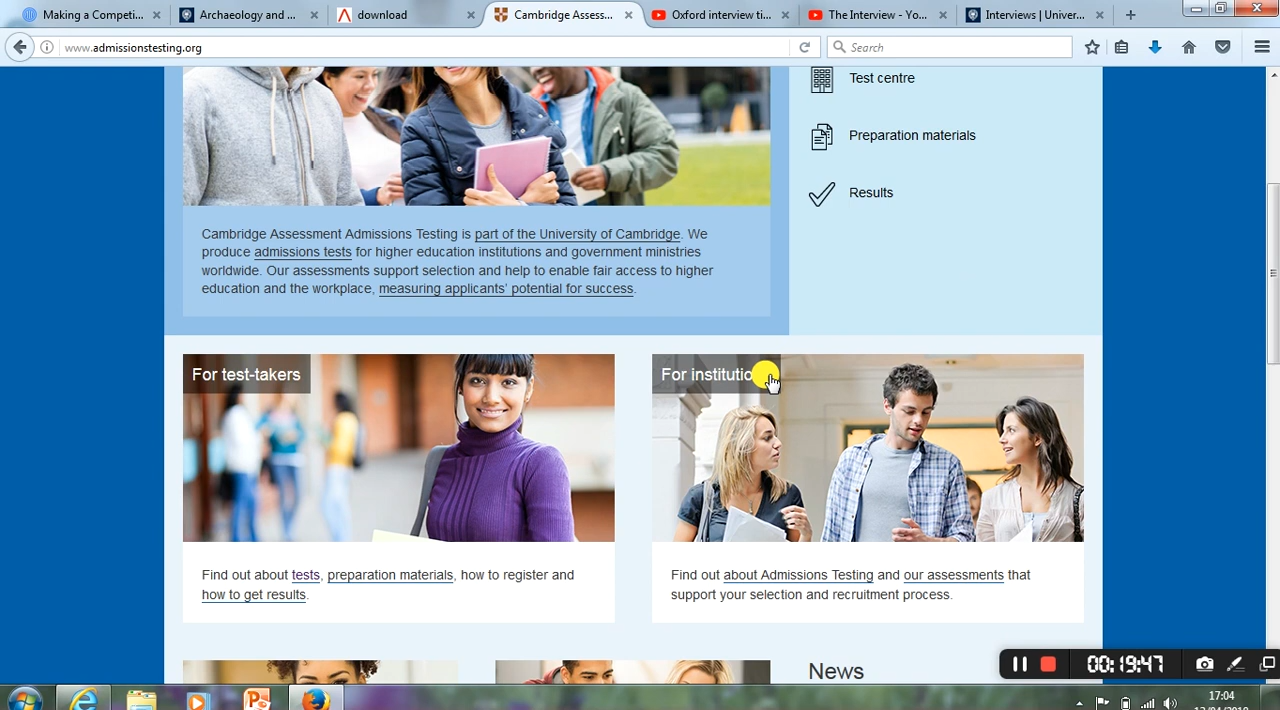 Making a Competi...
Archaeology and ...
download
Cambridge Assess...
Oxford interview ti...
The Interview - Yo...
Interviews | Univer...
www.admissionstesting.org
Search
Test centre
Preparation materials
Results
Cambridge Assessment Admissions Testing is part of the University of Cambridge. We
produce admissions tests for higher education institutions and government ministries
worldwide. Our assessments support selection and help to enable fair access to higher
education and the workplace, measuring applicants' potential for success.
For test-takers
For institutio
Find out about tests, preparation materials, how to register and
how to get results.
Find out about Admissions Testing and our assessments that
support your selection and recruitment process.
News
00:19:47
17:04